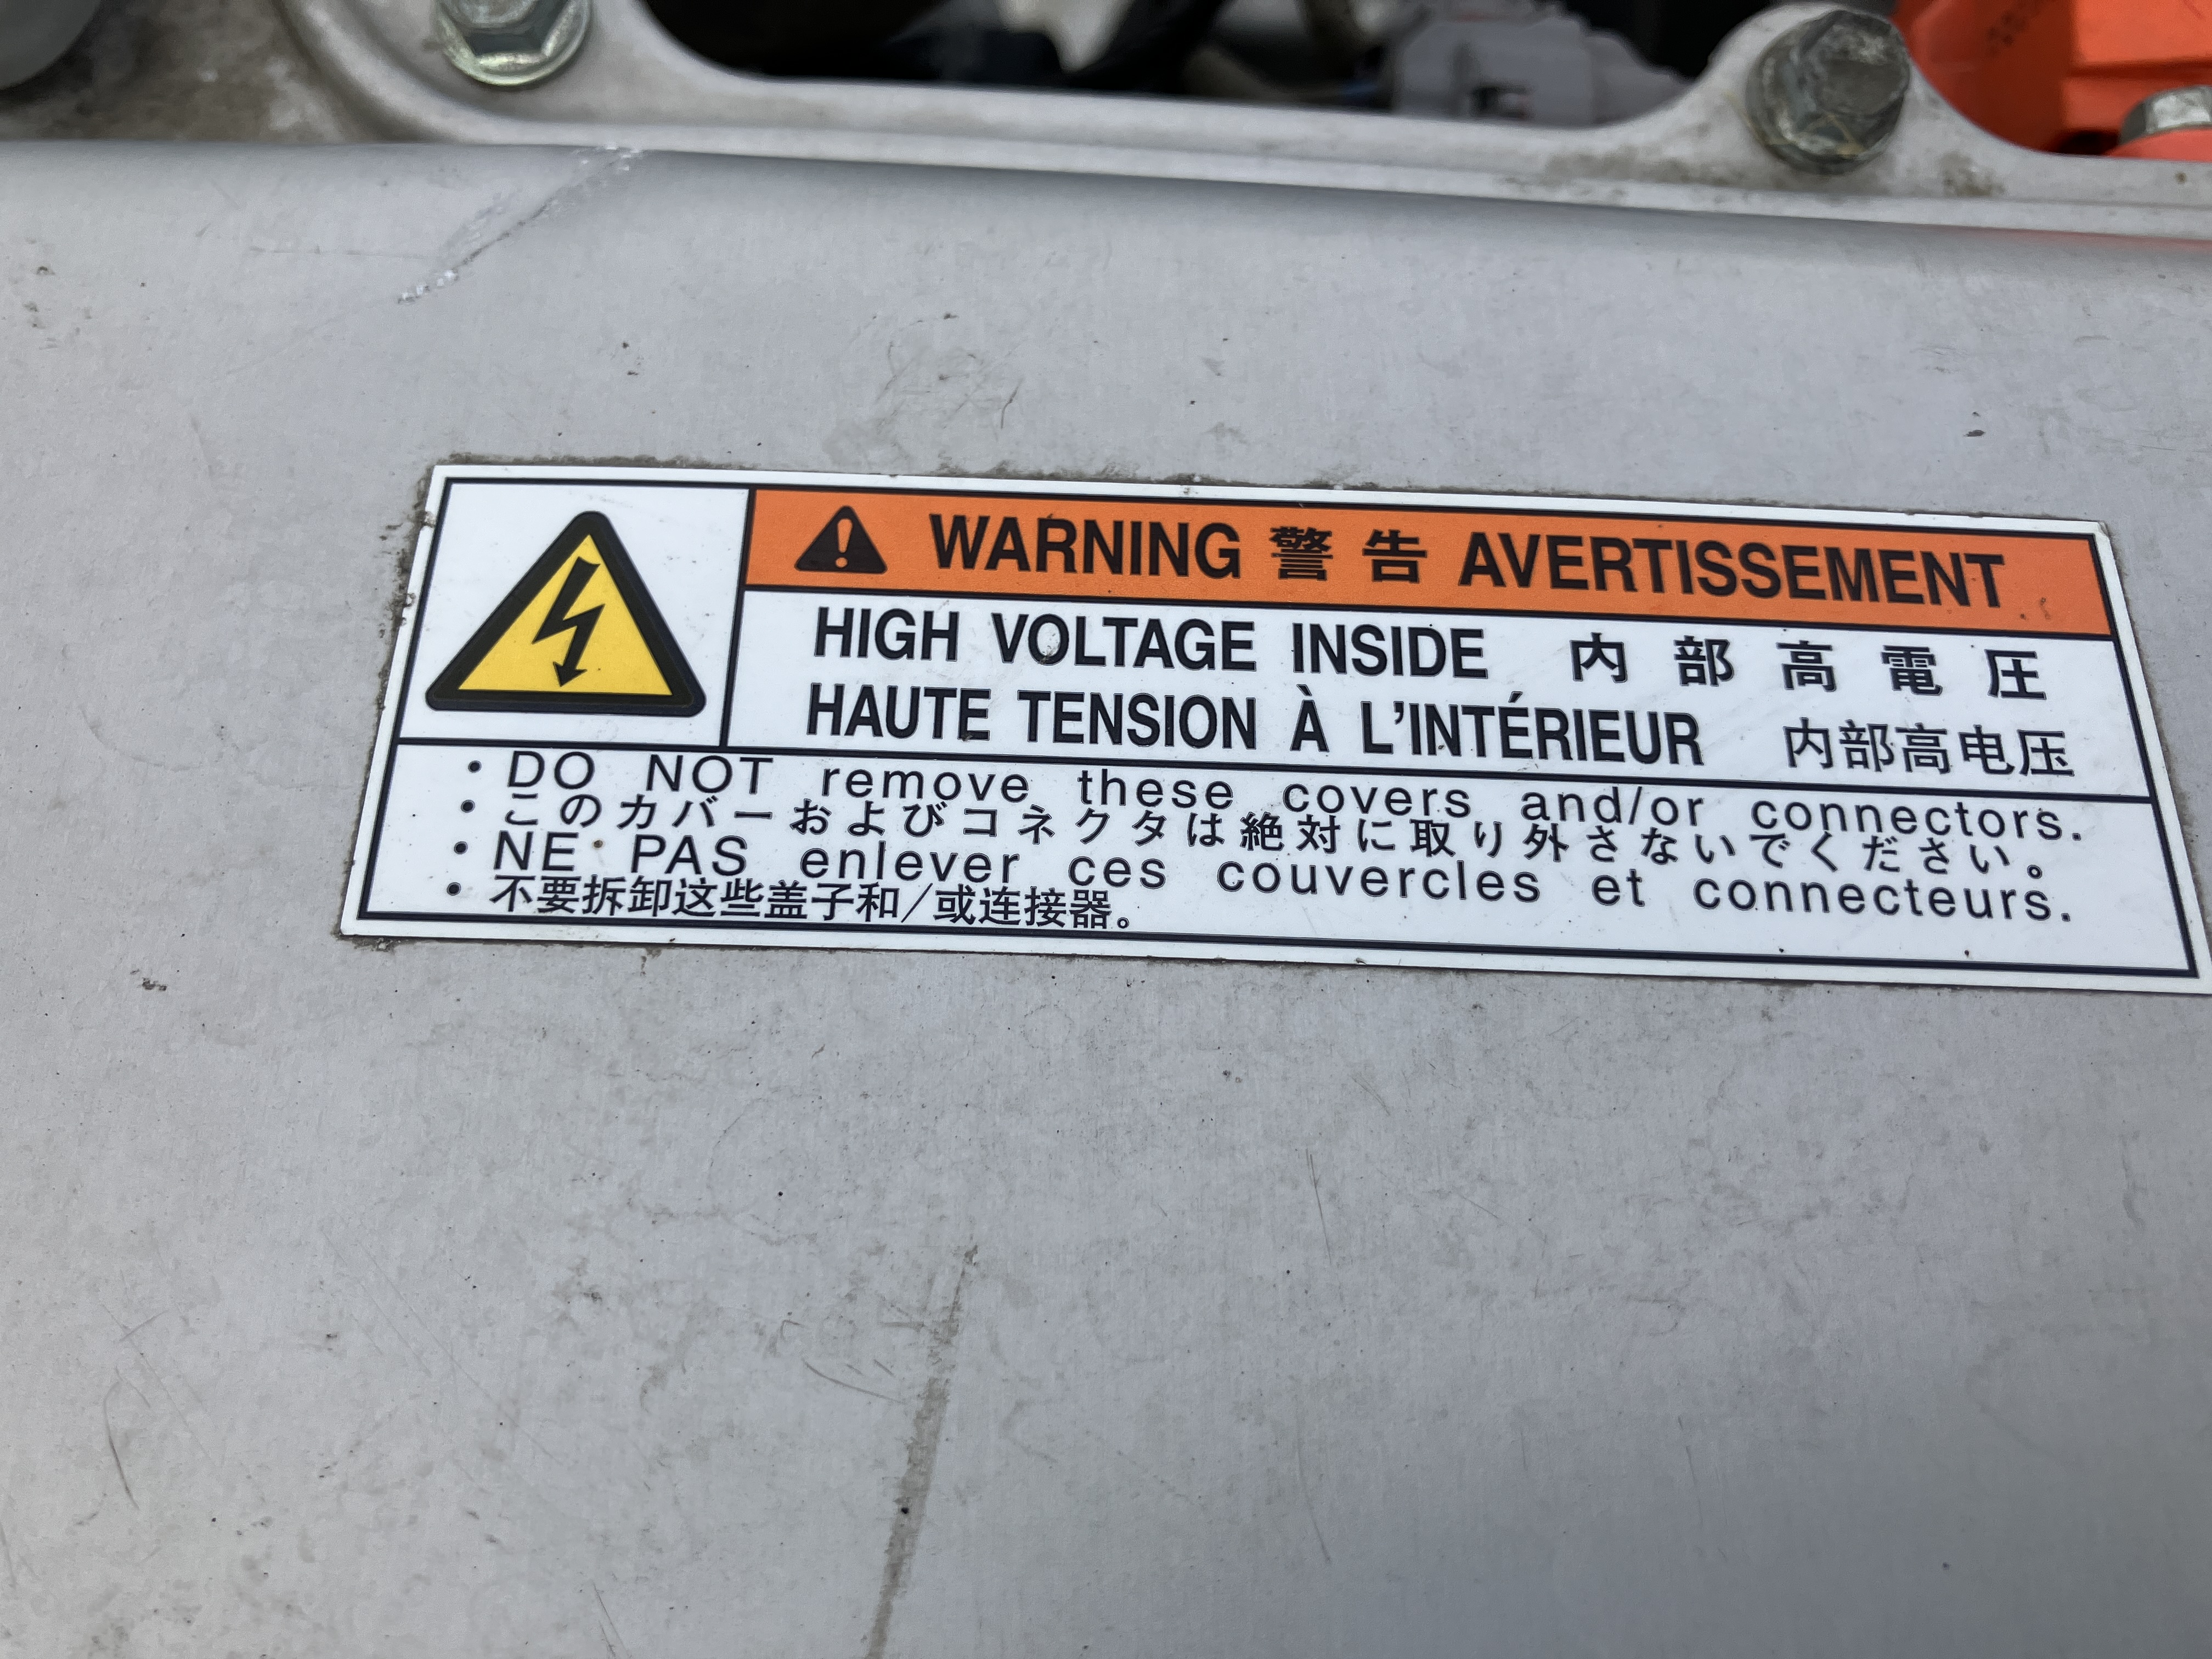 WARNING 警告 AVERTISSEMENT
HIGH VOLTAGE INSIDE 内部高電圧
HAUTE TENSION À L'INTÉRIEUR 内部高电压
• DO NOT remove these covers and/or connectors.
• このカバーおよびコネクタは絶対に取り外さないでください。
• NE PAS enlever ces couvercles et connecteurs.
• 不要拆卸这些盖子和/或连接器。